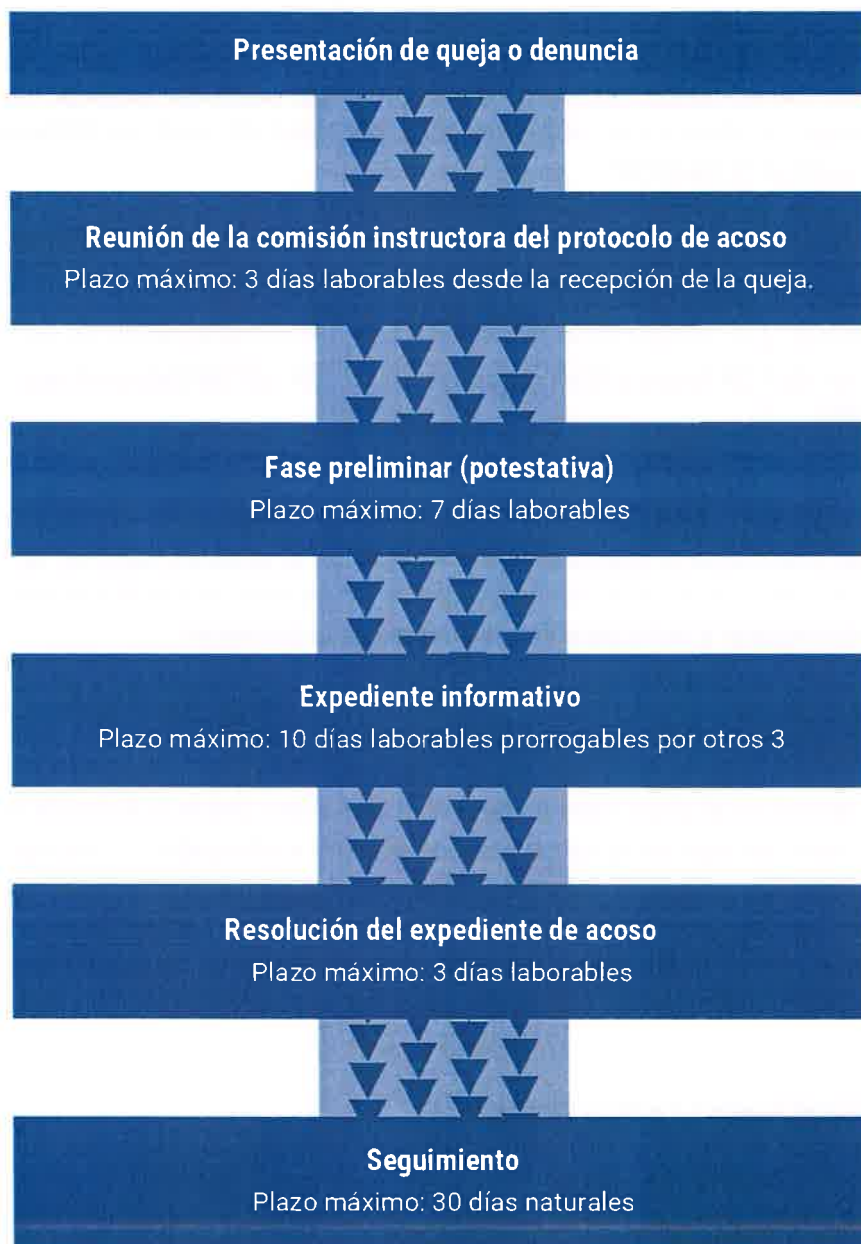 Presentación de queja o denuncia
Reunión de la comisión instructora del protocolo de acoso
Plazo máximo: 3 días laborables desde la recepción de la queja.
Fase preliminar (potestativa)
Plazo máximo: 7 días laborables
Expediente informativo
Plazo máximo: 10 días laborables prorrogables por otros 3
Resolución del expediente de acoso
Plazo máximo: 3 días laborables
Seguimiento
Plazo máximo: 30 días naturales